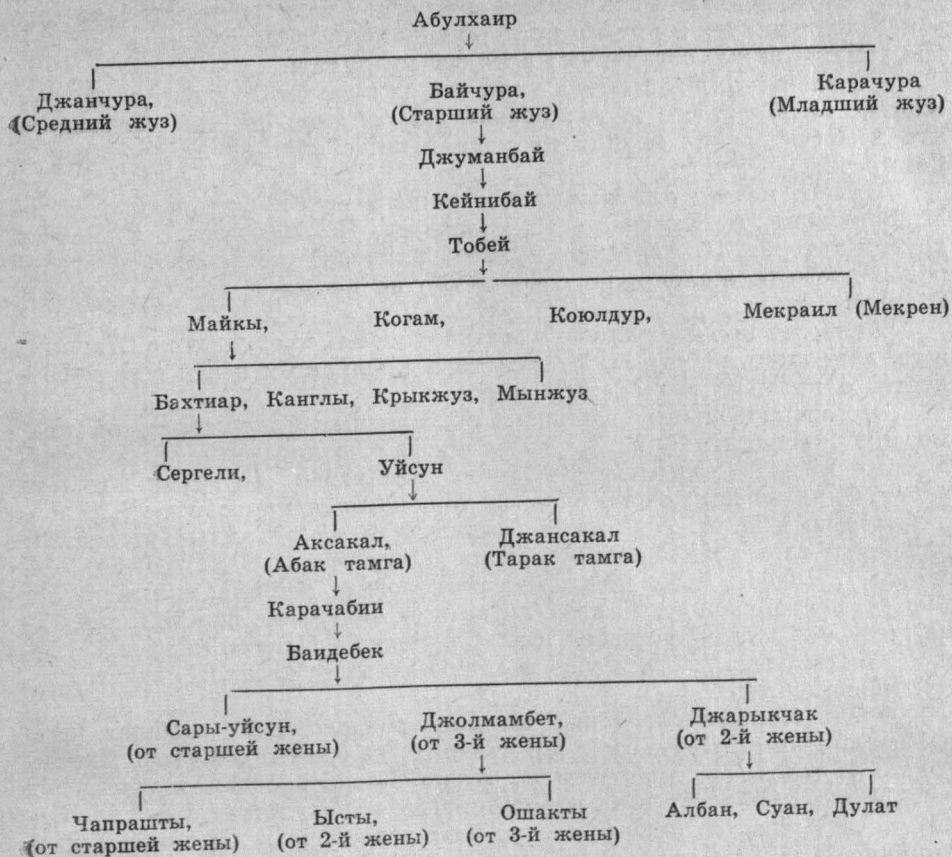 Абулхаир
Джанчура, Байчура, Карачура
(Средний жуз) (Старший жуз) (Младший жуз)
Джуманбай
Кейнибай
Тобей
Майкы, Когам, Коюлдур, Мекраил (Мекрен)
Бахтиар, Канглы, Крыкжуз, Мынжуз
Сергели, Уйсун
Аксакал, Джансакал
(Абак тамга) (Тарак тамга)
Карачабии
Баидебек
Сары-уйсун, Джолмамбет, Джарыкчак
(от старшей жены) (от 3-й жены) (от 2-й жены)
Чапрашты, Ысты, Ошакты Албан, Суан, Дулат
(от старшей жены) (от 2-й жены) (от 3-й жены)